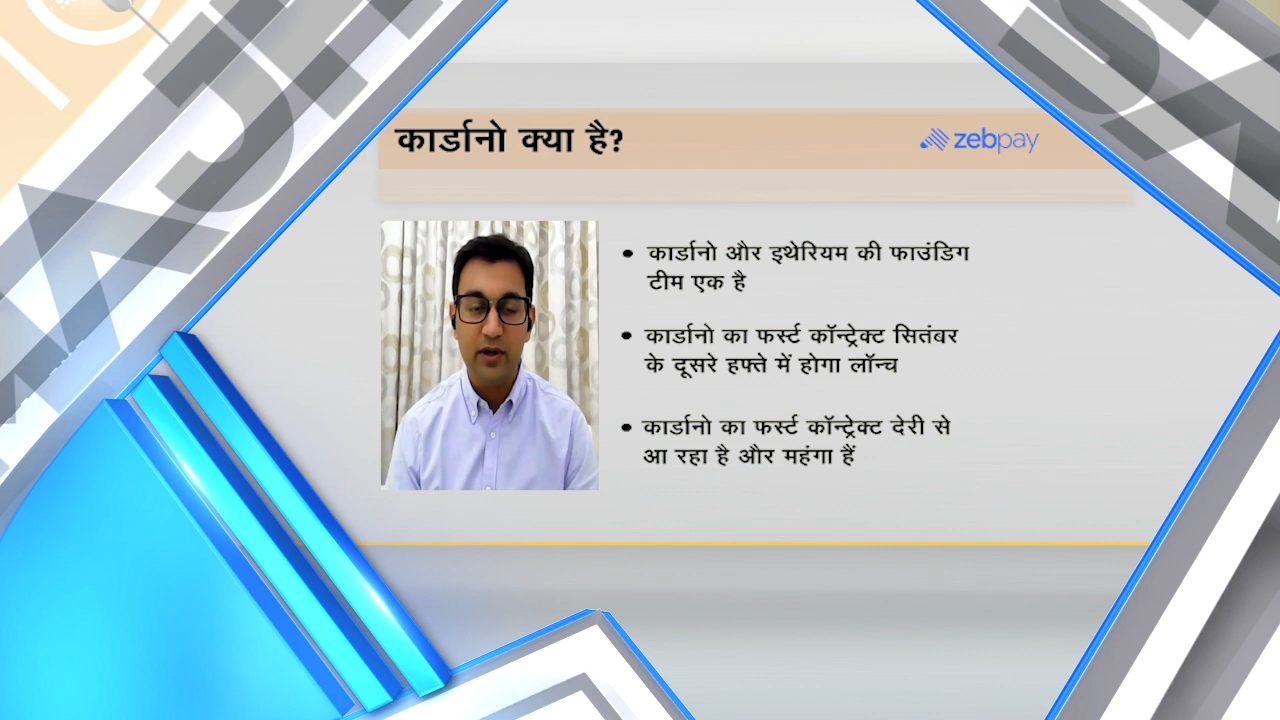 कार्डानो क्या है?
zebpay
• कार्डानो और इथेरियम की फाउंडिग
टीम एक है
• कार्डानो का फर्स्ट कॉन्ट्रेक्ट सितंबर
के दूसरे हफ्ते में होगा लॉन्च
• कार्डानो का फर्स्ट कॉन्ट्रेक्ट देरी से
आ रहा है और महंगा हैं